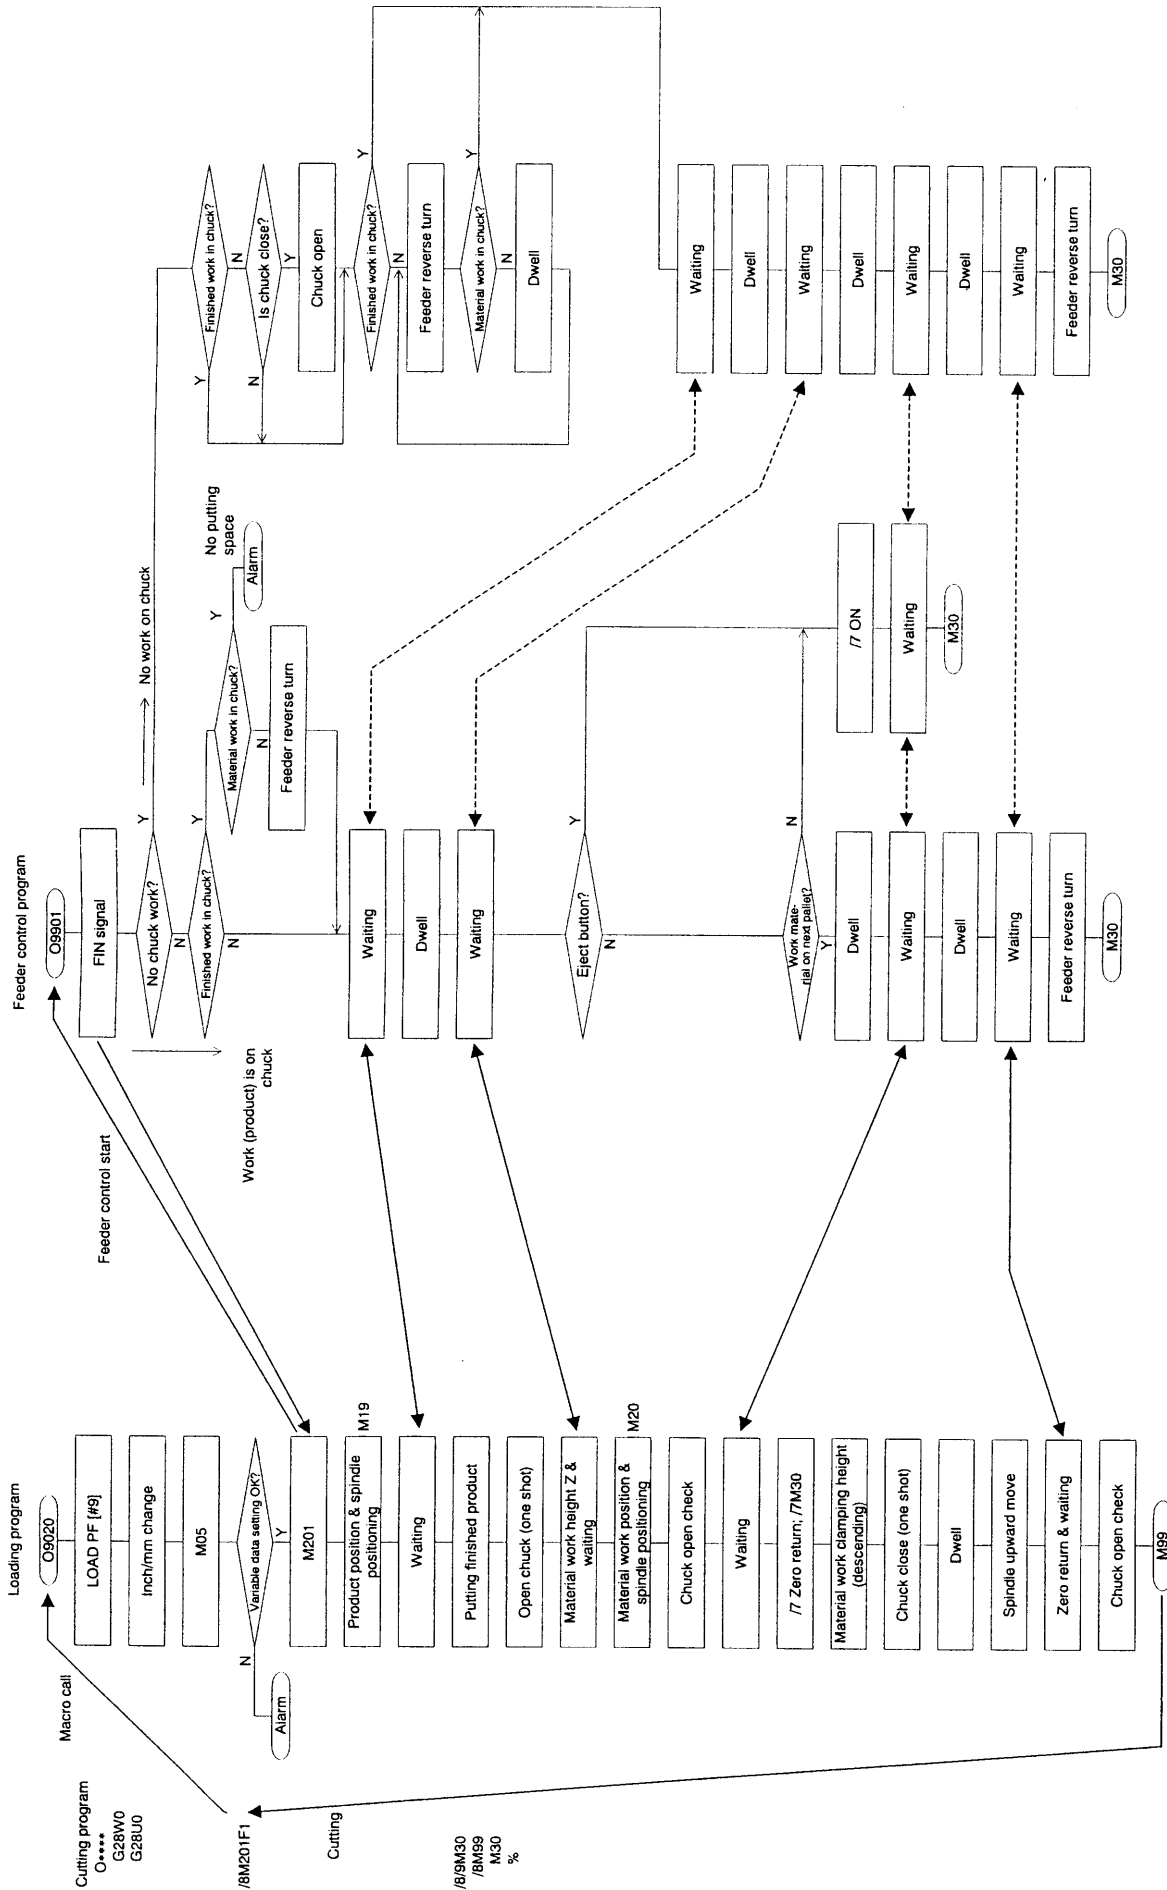 Cutting program
O****
G28W0
G28U0
/8M201F1
Cutting
/8/9M30
/8M99
M30
%
Macro call
Loading program
O9020
LOAD PF [#9]
Inch/mm change
M05
Variable data setting OK?
N
Y
Alarm
M201
Product position & spindle
positioning
M19
Waiting
Putting finished product
Open chuck (one shot)
Material work height Z &
waiting
Material work position &
spindle positioning
M20
Chuck open check
Waiting
/7 Zero return; /7M30
Material work clamping height
(descending)
Chuck close (one shot)
Dwell
Spindle upward move
Zero return & waiting
Chuck open check
M99
Feeder control start
Work (product) is on
chuck
Feeder control program
O9901
FIN signal
No chuck work?
Y
N
No work on chuck
Finished work in chuck?
Y
N
Material work in chuck?
Y
N
No putting
space
Alarm
Feeder reverse turn
Waiting
Dwell
Waiting
Eject button?
Y
N
Work mate-
rial on next pallet?
N
Y
/7 ON
Waiting
M30
Dwell
Waiting
Dwell
Waiting
Feeder reverse turn
M30
Finished work in chuck?
Y
N
Is chuck close?
N
Y
Chuck open
Finished work in chuck?
Y
N
Feeder reverse turn
Material work in chuck?
Y
N
Dwell
Waiting
Dwell
Waiting
Dwell
Waiting
Dwell
Waiting
Feeder reverse turn
M30